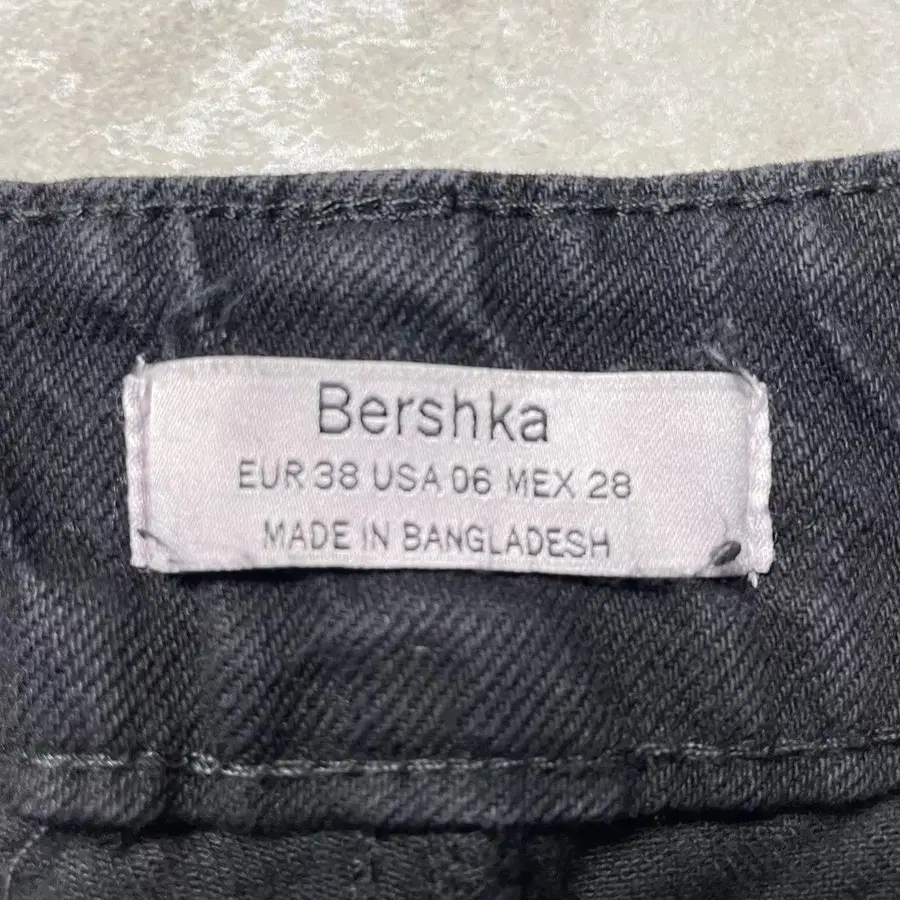 Bershka
EUR 38 USA 06 MEX 28
MADE IN BANGLADESH